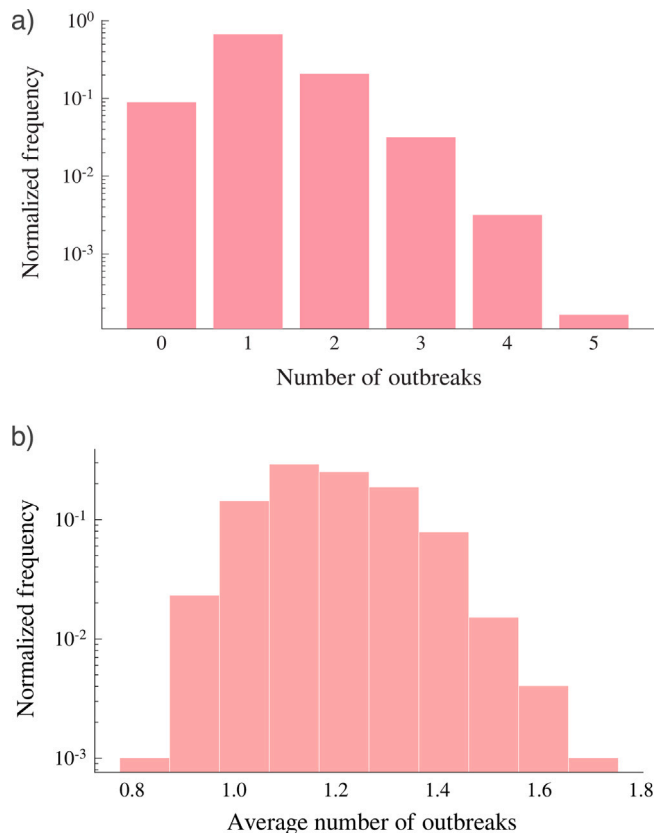 a)
10⁰
10⁻¹
10⁻²
10⁻³
Normalized frequency
0 1 2 3 4 5
Number of outbreaks
b)
10⁻¹
10⁻²
10⁻³
Normalized frequency
0.8 1.0 1.2 1.4 1.6 1.8
Average number of outbreaks